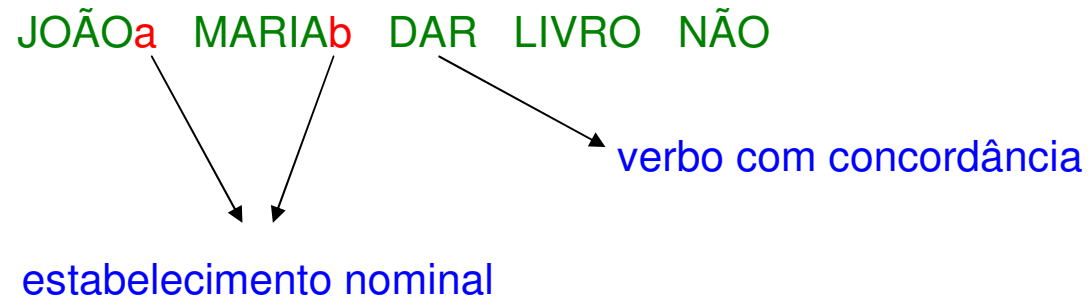 JOÃOa MARIAb DAR LIVRO NÃO
verbo com concordância
estabelecimento nominal